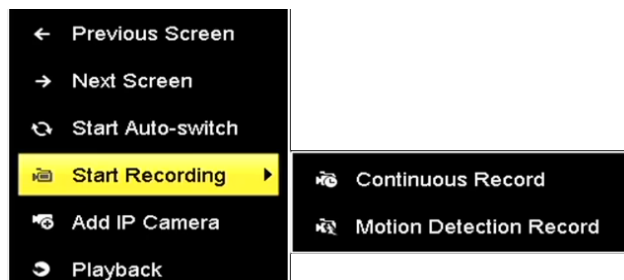 Previous Screen
Next Screen
Start Auto-switch
Start Recording
Continuous Record
Motion Detection Record
Add IP Camera
Playback